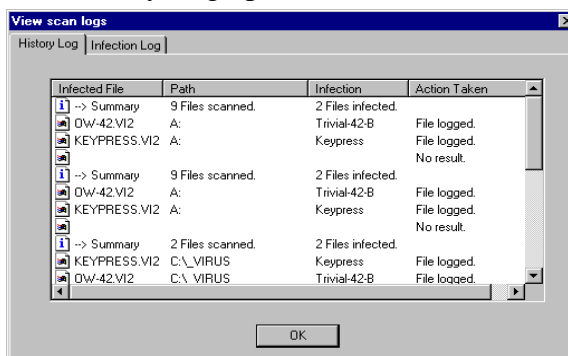 View scan logs
History Log Infection Log
Infected File Path Infection Action Taken
--> Summary 9 Files scanned. 2 Files infected.
OW-42.VI2 A: Trivial-42-B File logged.
KEYPRESS.VI2 A: Keypress File logged.
No result.
--> Summary 9 Files scanned. 2 Files infected.
OW-42.VI2 A: Trivial-42-B File logged.
KEYPRESS.VI2 A: Keypress File logged.
No result.
--> Summary 2 Files scanned. 2 Files infected.
KEYPRESS.VI2 C:\_VIRUS Keypress File logged.
OW-42.VI2 C:\_VIRUS Trivial-42-B File logged.
OK